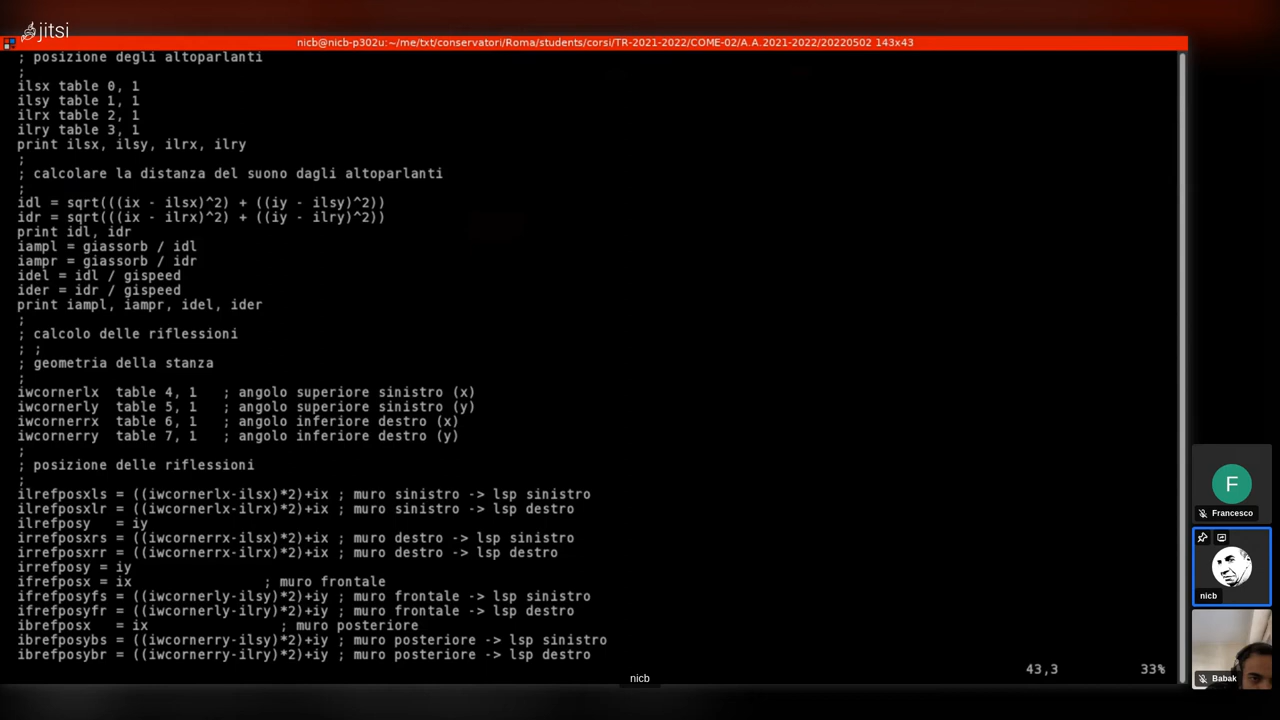 jitsi
nicb@nicb-p302u:~/me/txt/conservatori/Roma/students/corsi/TR-2021-2022/COME-02/A.A.2021-2022/20220502 143x43
; posizione degli altoparlanti
;
ilsx table 0, 1
ilsy table 1, 1
ilrx table 2, 1
ilry table 3, 1
print ilsx, ilsy, ilrx, ilry
;
; calcolare la distanza del suono dagli altoparlanti
;
idl = sqrt(((ix - ilsx)^2) + ((iy - ilsy)^2))
idr = sqrt(((ix - ilrx)^2) + ((iy - ilry)^2))
print idl, idr
iampl = giassorb / idl
iampr = giassorb / idr
idel = idl / gispeed
ider = idr / gispeed
print iampl, iampr, idel, ider
;
; calcolo delle riflessioni
; ;
; geometria della stanza
;
iwcornerlx  table 4, 1   ; angolo superiore sinistro (x)
iwcornerly  table 5, 1   ; angolo superiore sinistro (y)
iwcornerrx  table 6, 1   ; angolo inferiore destro (x)
iwcornerry  table 7, 1   ; angolo inferiore destro (y)
;
; posizione delle riflessioni
;
ilrefposxls = ((iwcornerlx-ilsx)*2)+ix ; muro sinistro -> lsp sinistro
ilrefposxlr = ((iwcornerlx-ilrx)*2)+ix ; muro sinistro -> lsp destro
ilrefposy   = iy
irrefposxrs = ((iwcornerrx-ilsx)*2)+ix ; muro destro -> lsp sinistro
irrefposxrr = ((iwcornerrx-ilrx)*2)+ix ; muro destro -> lsp destro
irrefposy = iy
ifrefposx = ix                ; muro frontale
ifrefposyfs = ((iwcornerly-ilsy)*2)+iy ; muro frontale -> lsp sinistro
ifrefposyfr = ((iwcornerly-ilry)*2)+iy ; muro frontale -> lsp destro
ibrefposx   = ix                ; muro posteriore
ibrefposybs = ((iwcornerry-ilsy)*2)+iy ; muro posteriore -> lsp sinistro
ibrefposybr = ((iwcornerry-ilry)*2)+iy ; muro posteriore -> lsp destro
43,3 33%
nicb
F
Francesco
nicb
Babak